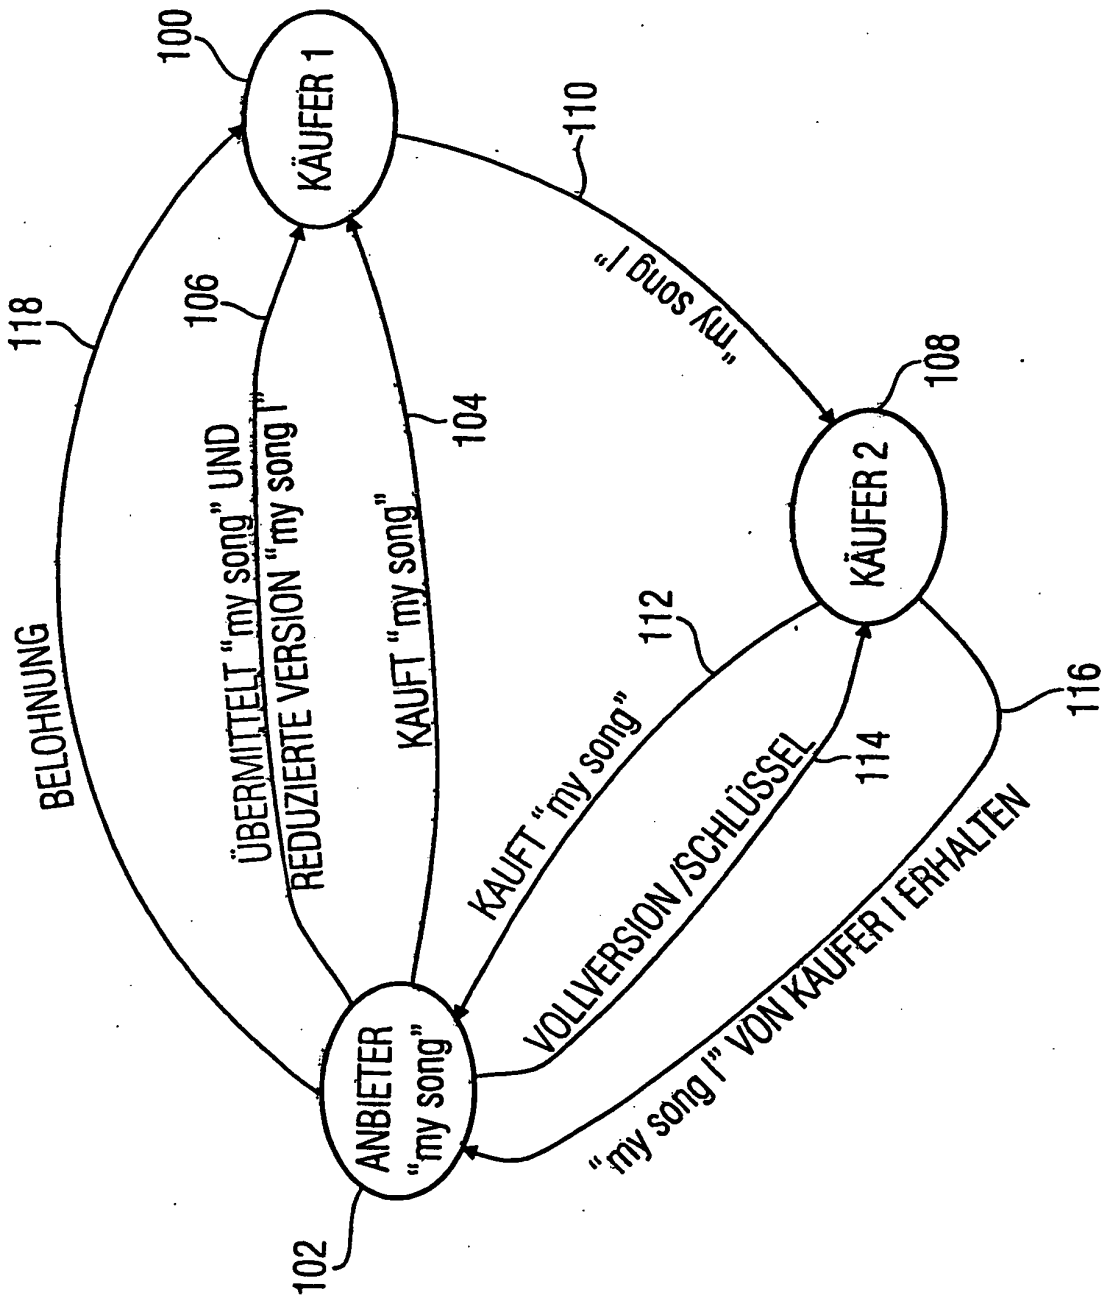 118
BELOHNUNG
100
KÄUFER 1
106
ÜBERMITTELT “my song” UND
REDUZIERTE VERSION “my song I”
104
KAUFT “my song”
110
“my song I”
102
ANBIETER
“my song”
112
KAUFT “my song”
108
KÄUFER 2
114
VOLLVERSION /SCHLÜSSEL
116
“my song I” VON KÄUFER I ERHALTEN